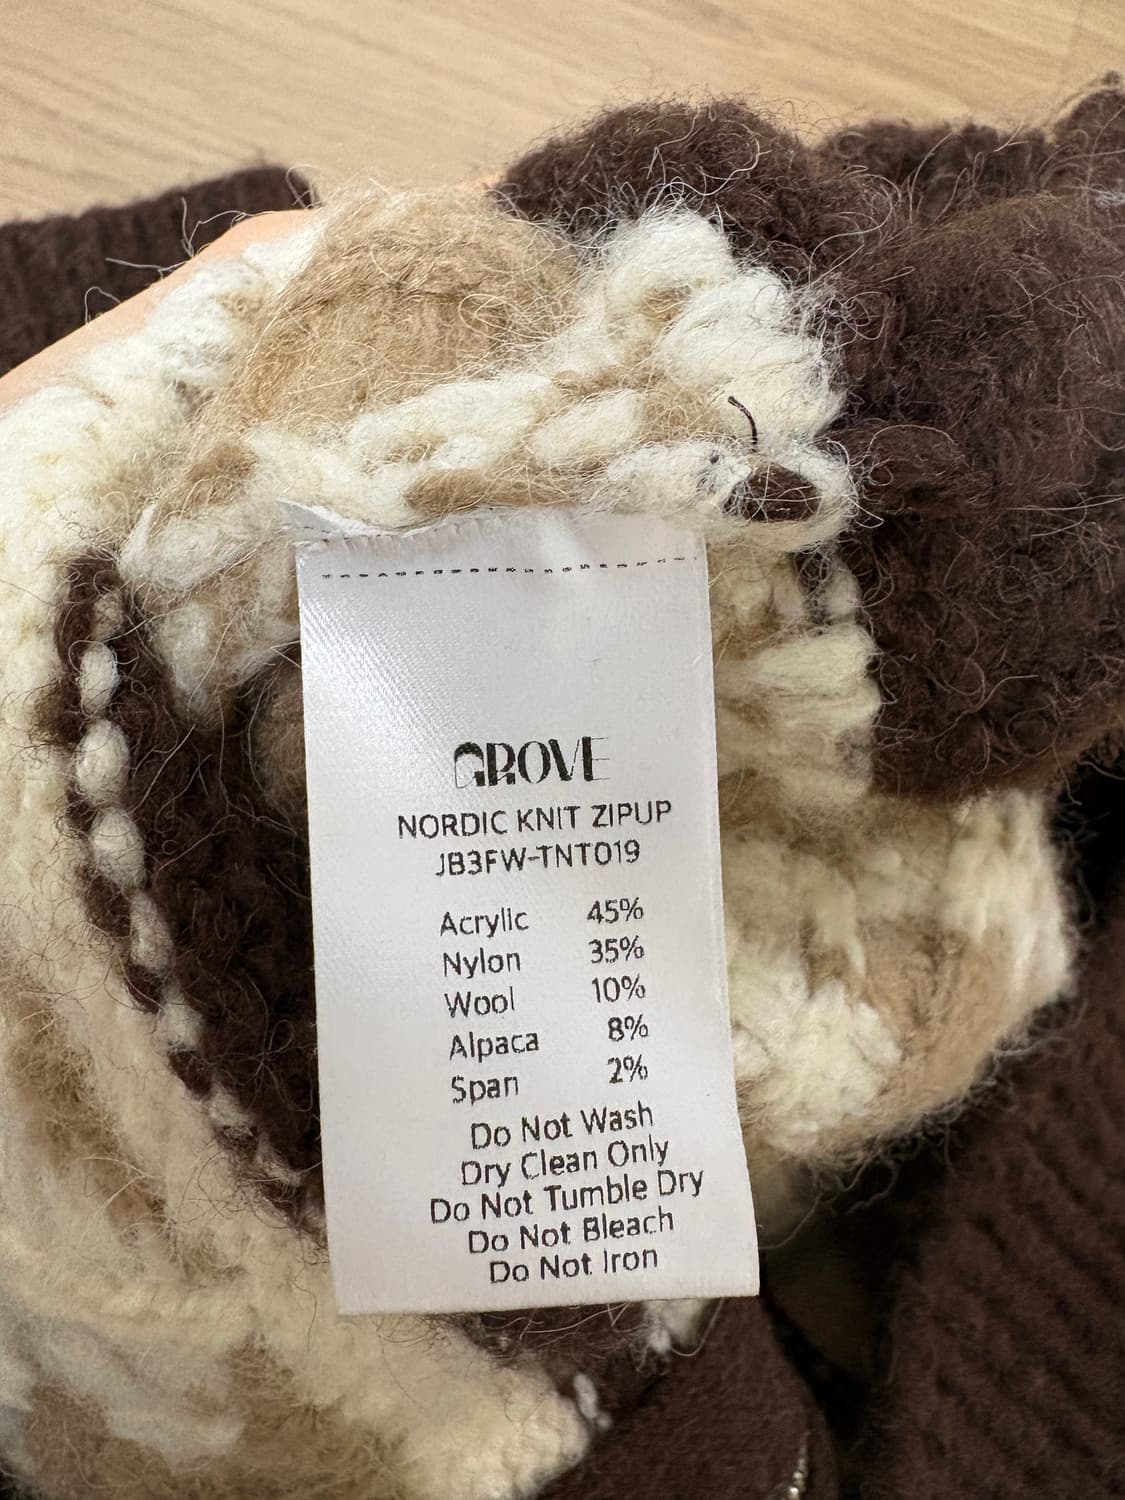 GROVE
NORDIC KNIT ZIPUP
JB3FW-TNT019
Acrylic 45%
Nylon 35%
Wool 10%
Alpaca 8%
Span 2%
Do Not Wash
Dry Clean Only
Do Not Tumble Dry
Do Not Bleach
Do Not Iron